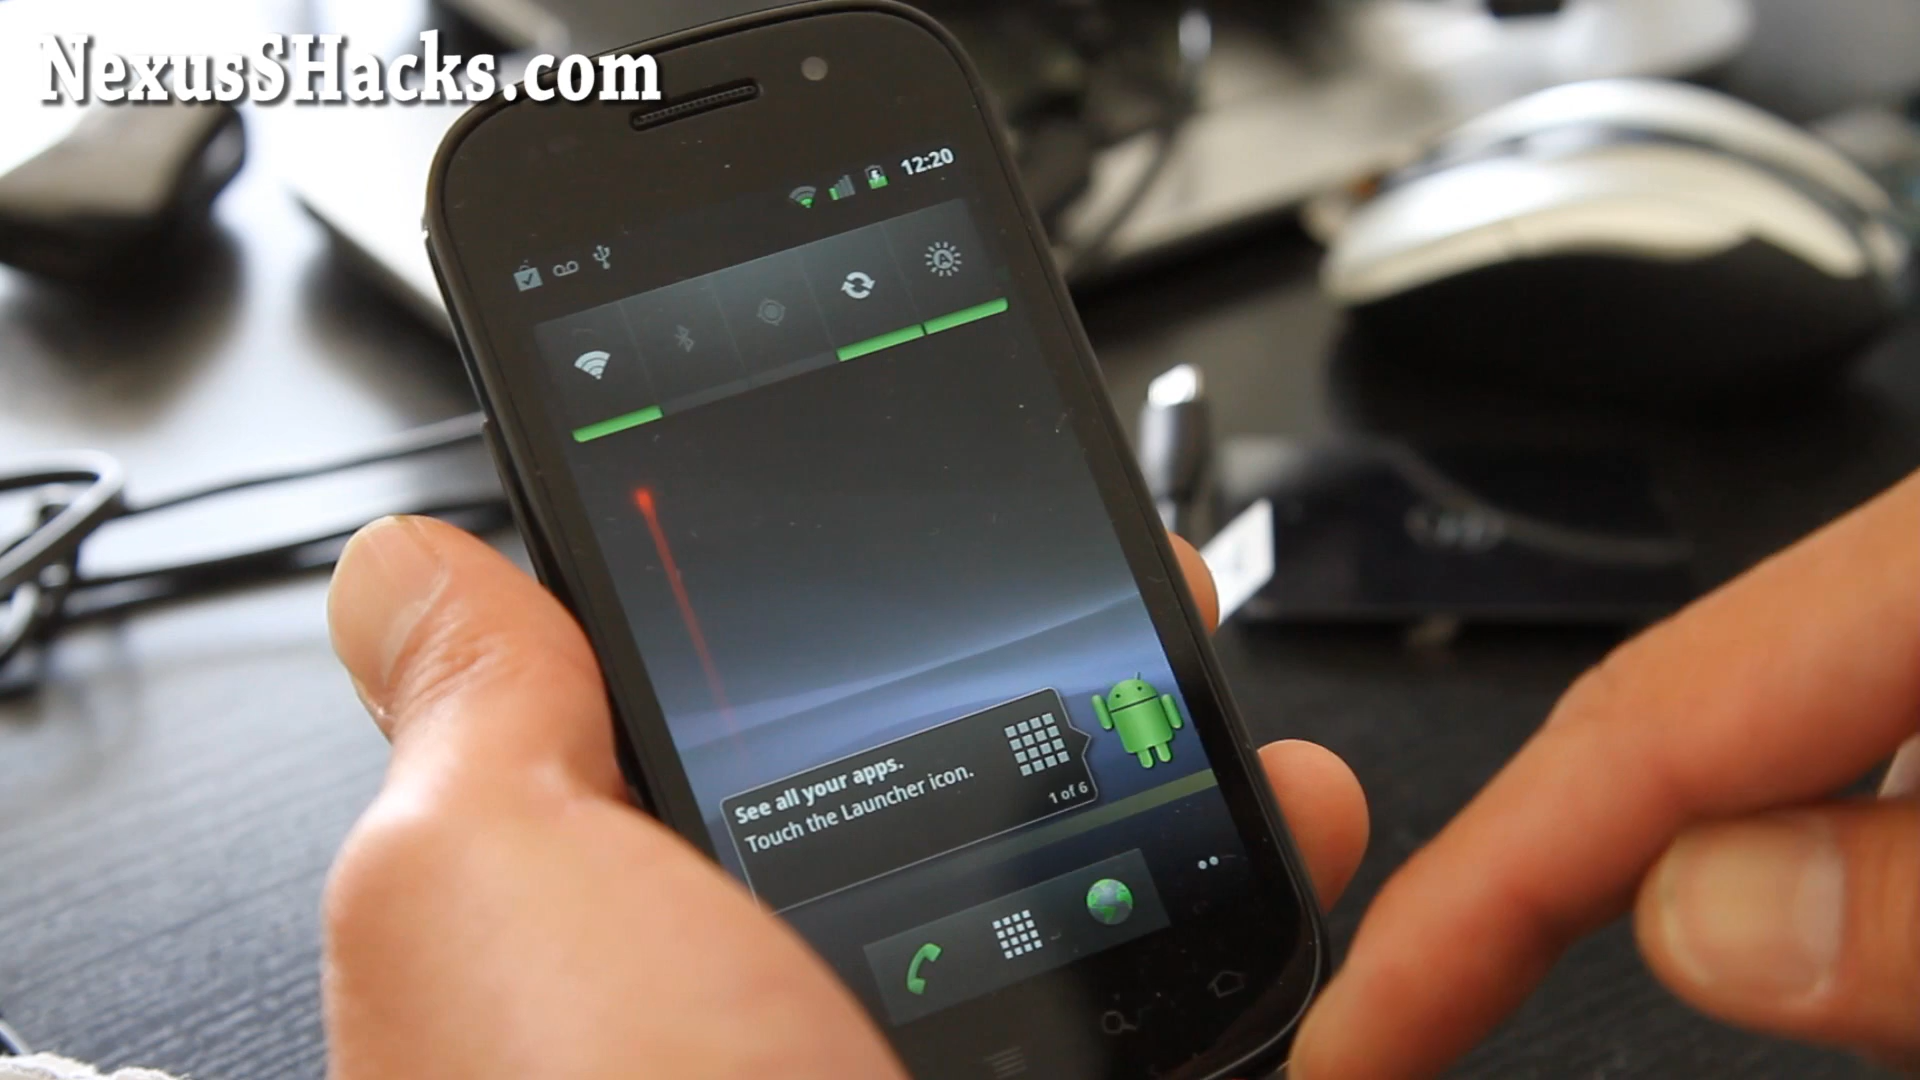 NexusSHacks.com
12:20
See all your apps.
Touch the Launcher icon.
1 of 6